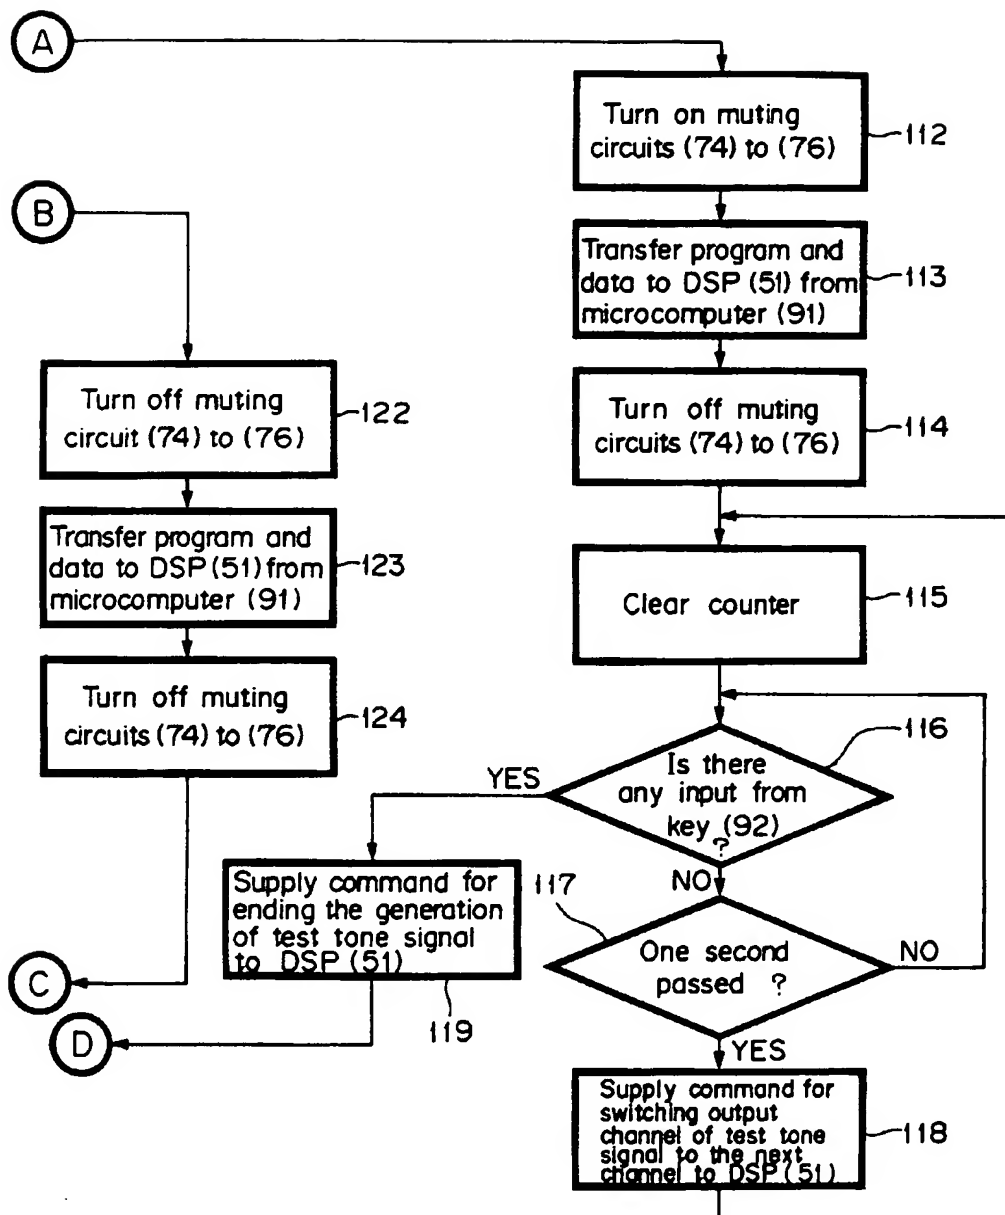 A
Turn on muting
circuits (74) to (76)
112
B
Transfer program and
data to DSP (51) from
microcomputer (91)
113
Turn off muting
circuit (74) to (76)
122
Turn off muting
circuits (74) to (76)
114
Transfer program and
data to DSP (51) from
microcomputer (91)
123
Clear counter
115
Turn off muting
circuits (74) to (76)
124
116
YES
Is there
any input from
key (92)
?
NO
117
Supply command for
ending the generation
of test tone signal
to DSP (51)
119
One second
passed ?
NO
C
D
YES
Supply command for
switching output
channel of test tone
signal to the next
channel to DSP (51)
118